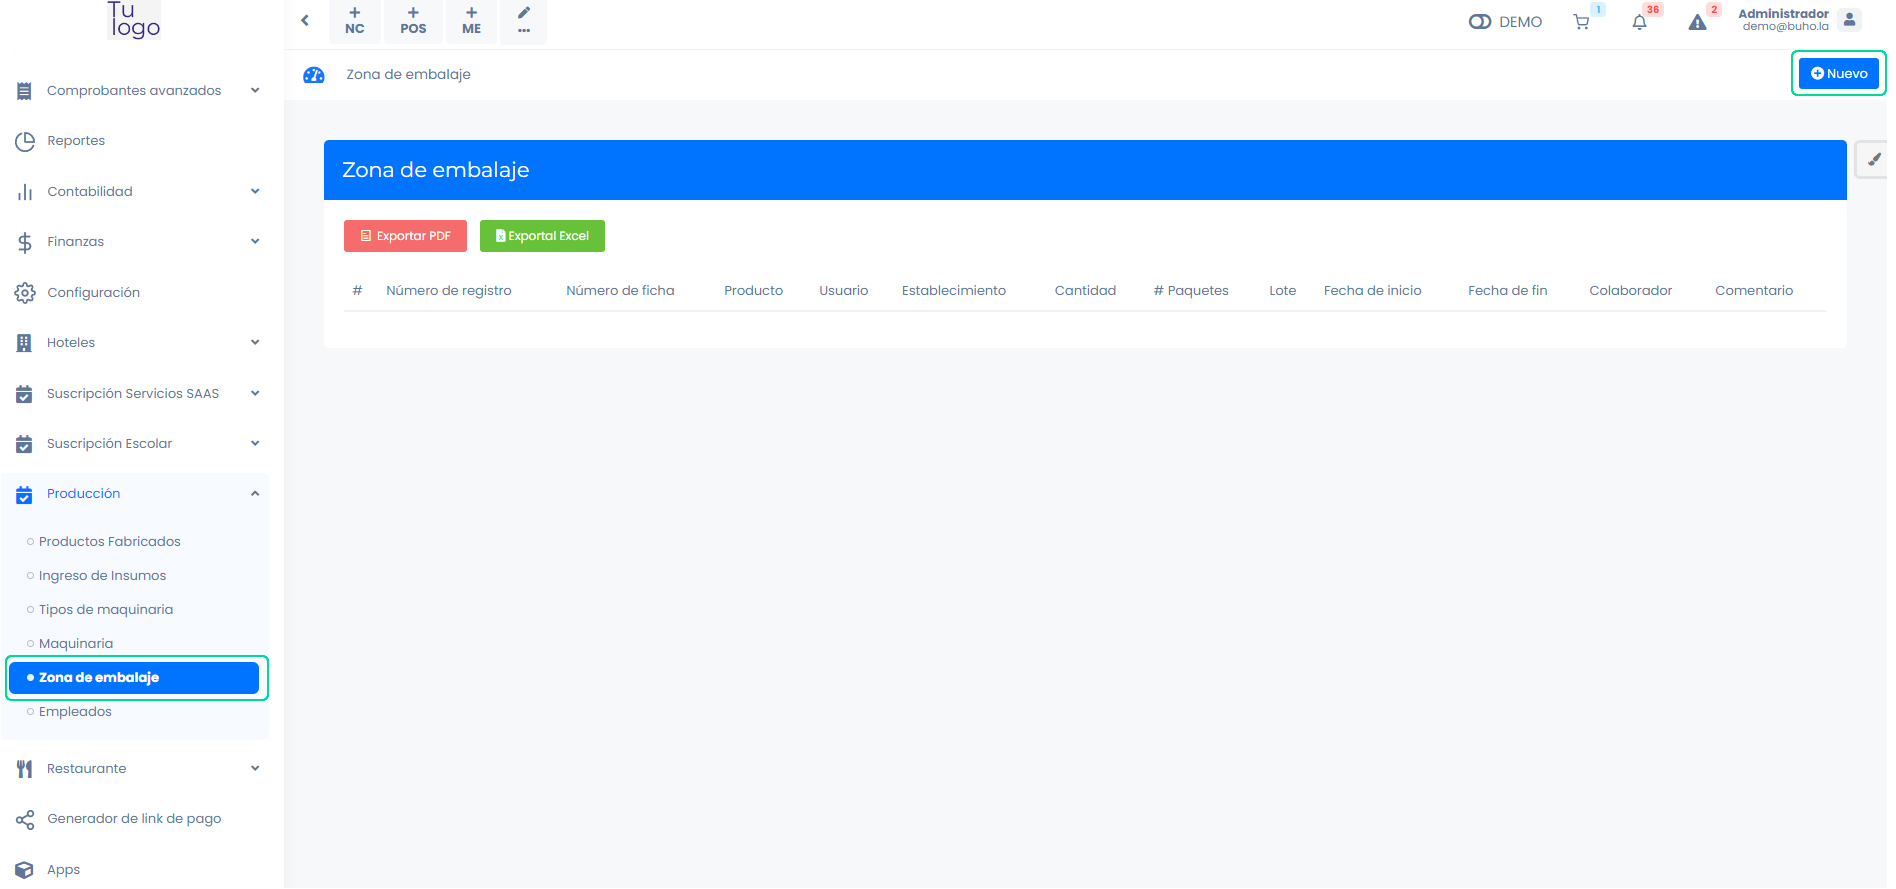 Tu
logo
NC
POS
ME
...
DEMO
1
36
2
Administrador
demo@buho.la
Zona de embalaje
Nuevo
Comprobantes avanzados
Reportes
Contabilidad
Finanzas
Configuración
Hoteles
Suscripción Servicios SAAS
Suscripción Escolar
Producción
Productos Fabricados
Ingreso de Insumos
Tipos de maquinaria
Maquinaria
Zona de embalaje
Empleados
Restaurante
Generador de link de pago
Apps
Zona de embalaje
Exportar PDF
Exportal Excel
# Número de registro Número de ficha Producto Usuario Establecimiento Cantidad # Paquetes Lote Fecha de inicio Fecha de fin Colaborador Comentario